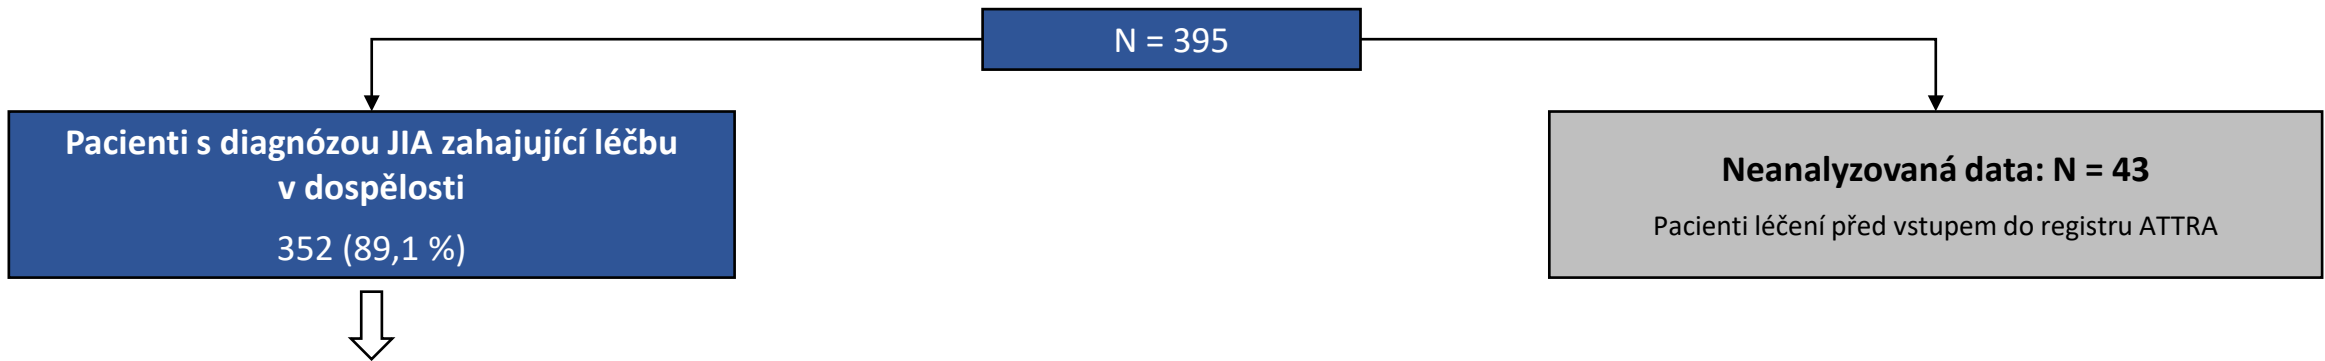 N = 395
Pacienti s diagnózou JIA zahajující léčbu
v dospělosti
352 (89,1 %)
Neanalyzovaná data: N = 43
Pacienti léčení před vstupem do registru ATTRA